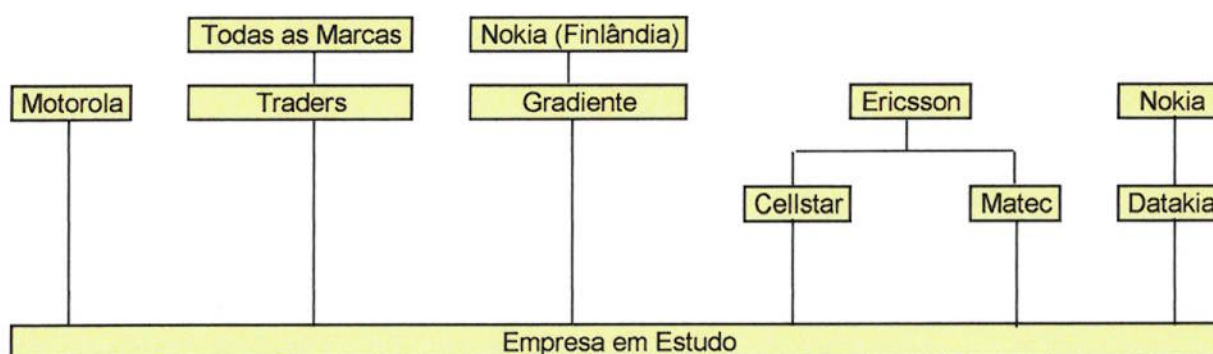 Todas as Marcas
Nokia (Finlândia)
Motorola
Traders
Gradiente
Ericsson
Nokia
Cellstar
Matec
Datakia
Empresa em Estudo